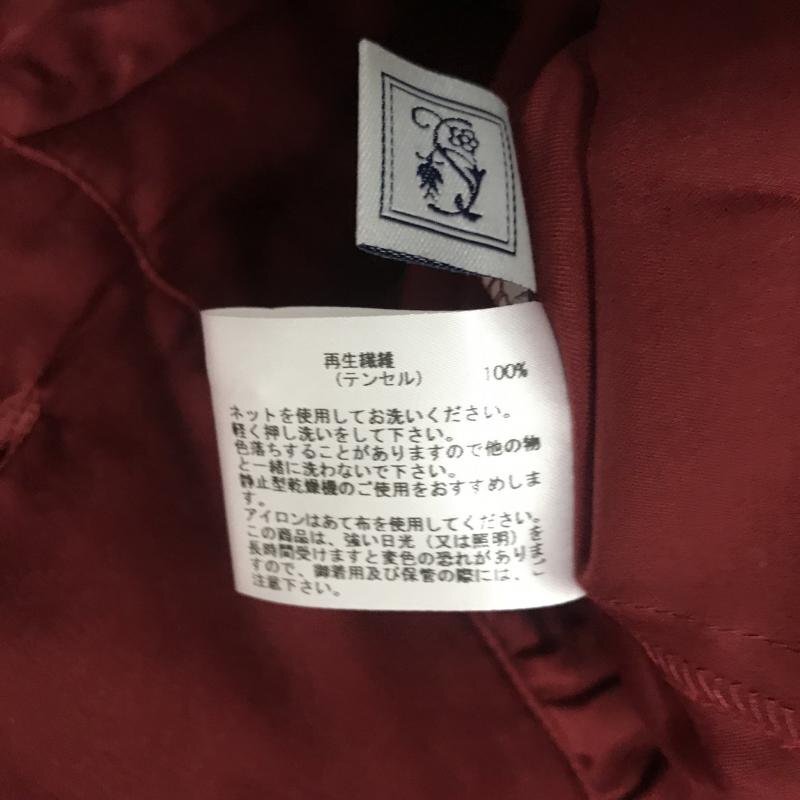 再生繊維
（テンセル） 100%
ネットを使用してお洗いください。
軽く押し洗いをして下さい。
色落ちすることがありますので他の物
と一緒に洗わないで下さい。
静止型乾燥機のご使用をおすすめしま
す。
アイロンはあて布を使用してください。
この商品は、強い日光（又は照明）を
長時間受けますと変色の恐れがありま
すので、御着用及び保管の際には、ご
注意下さい。